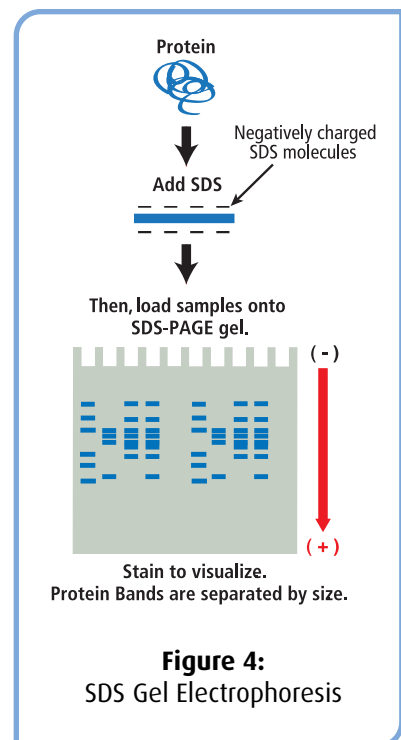 Protein
Negatively charged
SDS molecules
Add SDS
Then, load samples onto
SDS-PAGE gel.
(-)
(+)
Stain to visualize.
Protein Bands are separated by size.
Figure 4:
SDS Gel Electrophoresis